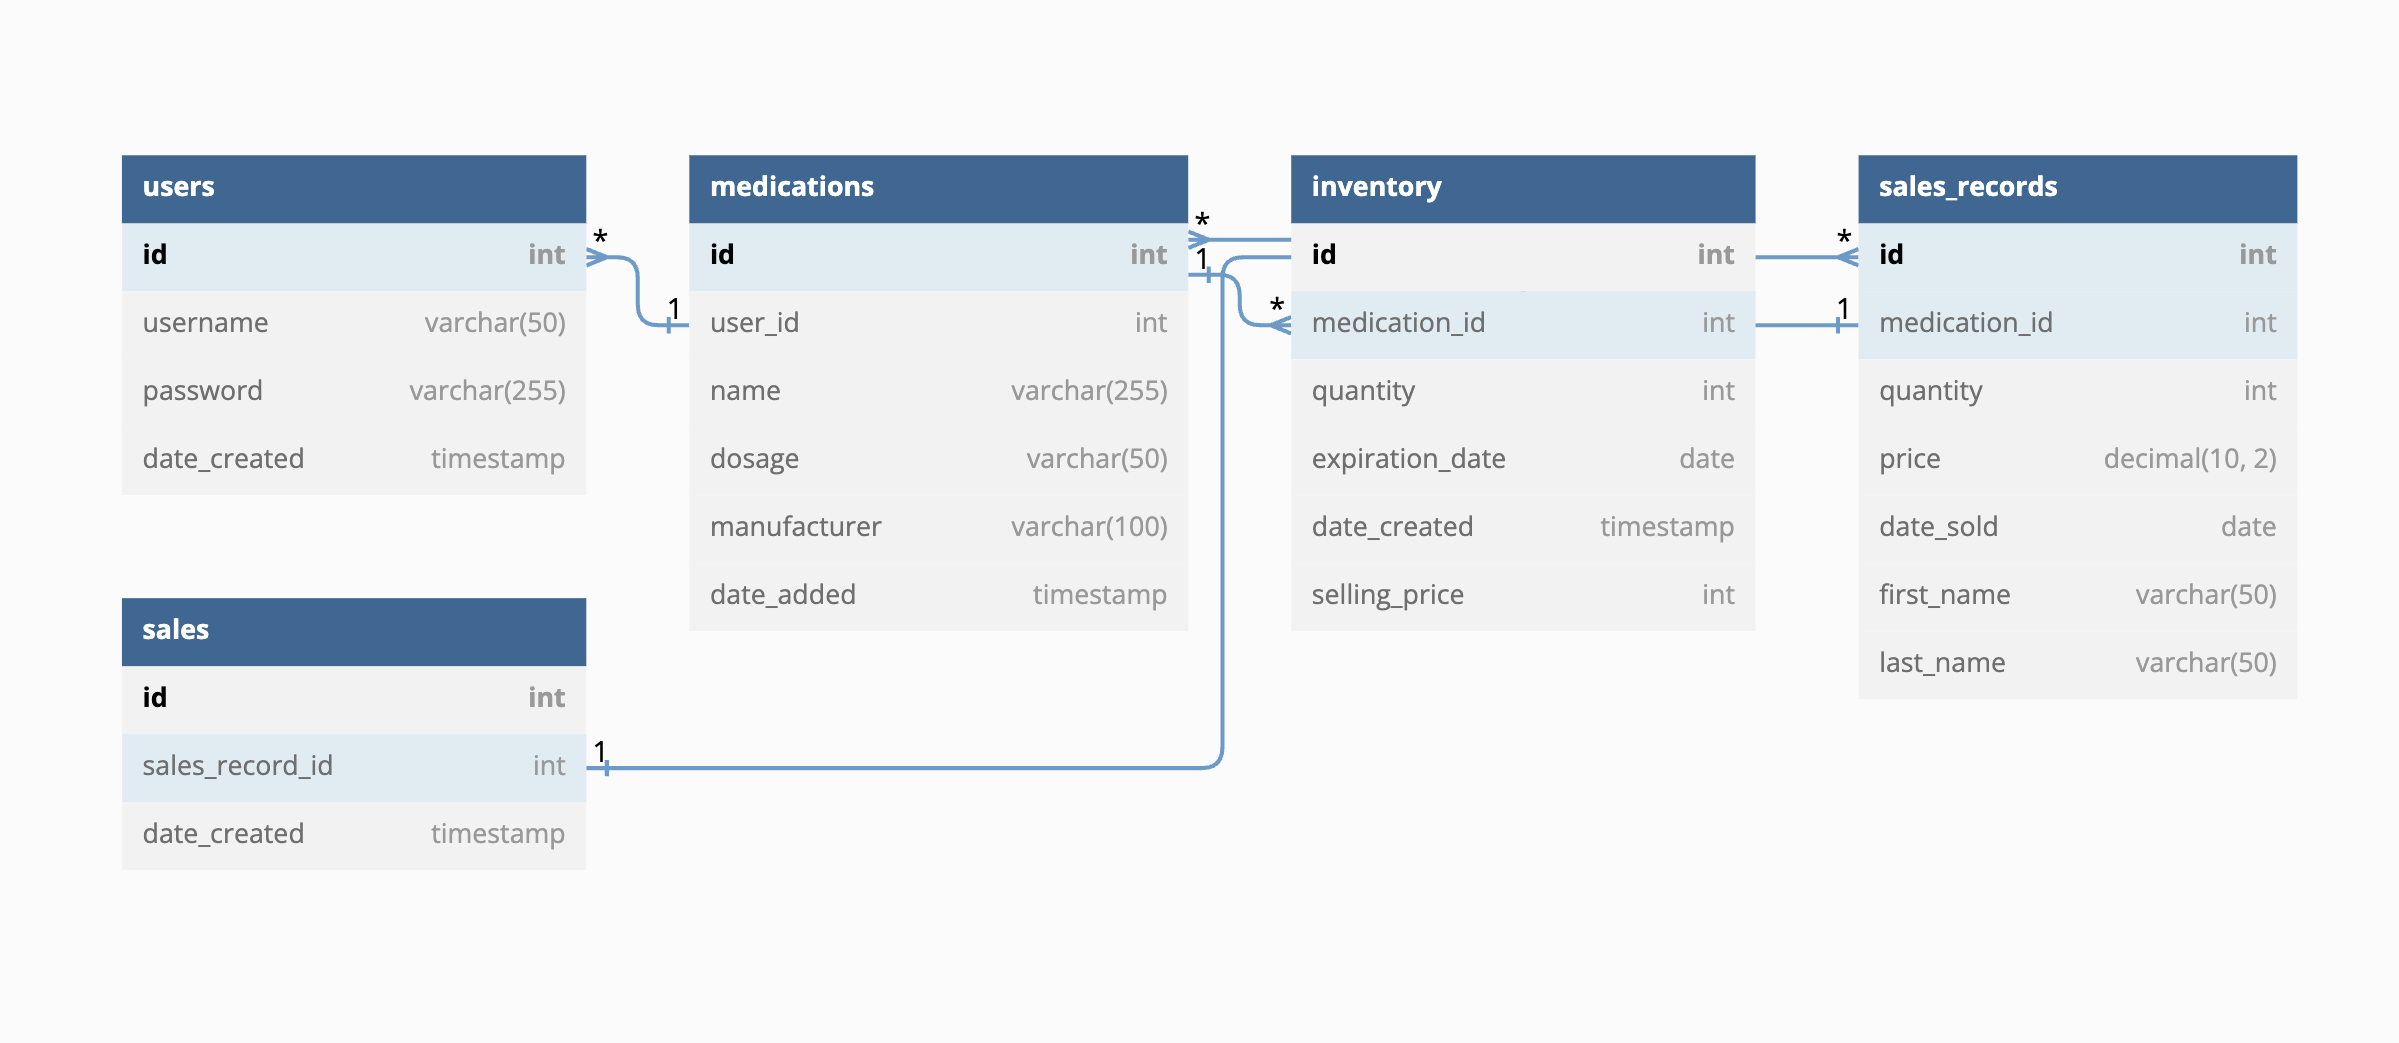 users
id int
username varchar(50)
password varchar(255)
date_created timestamp
* 1
medications
id int
user_id int
name varchar(255)
dosage varchar(50)
manufacturer varchar(100)
date_added timestamp
*
1
*
inventory
id int
medication_id int
quantity int
expiration_date date
date_created timestamp
selling_price int
*
1
sales_records
id int
medication_id int
quantity int
price decimal(10, 2)
date_sold date
first_name varchar(50)
last_name varchar(50)
sales
id int
sales_record_id int
date_created timestamp
1